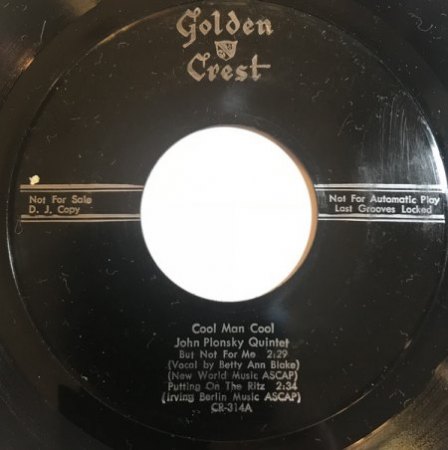 Golden
Crest
Not For Sale
D. J. Copy
Not For Automatic Play
Last Grooves Locked
Cool Man Cool
John Plonsky Quintet
But Not For Me 2:29
(Vocal by Betty Ann Blake)
(New World Music ASCAP)
Putting On The Ritz 2:34
(Irving Berlin Music ASCAP)
CR-314A